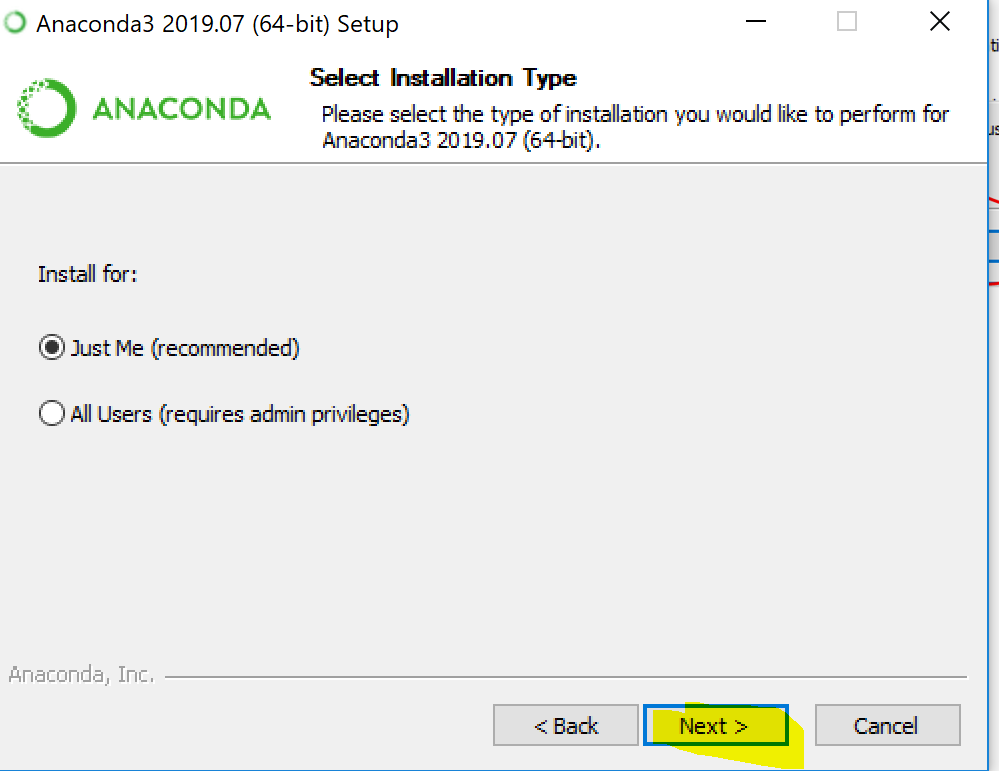 Anaconda3 2019.07 (64-bit) Setup
ANACONDA
Select Installation Type
Please select the type of installation you would like to perform for
Anaconda3 2019.07 (64-bit).
Install for:
Just Me (recommended)
All Users (requires admin privileges)
Anaconda, Inc.
< Back
Next >
Cancel